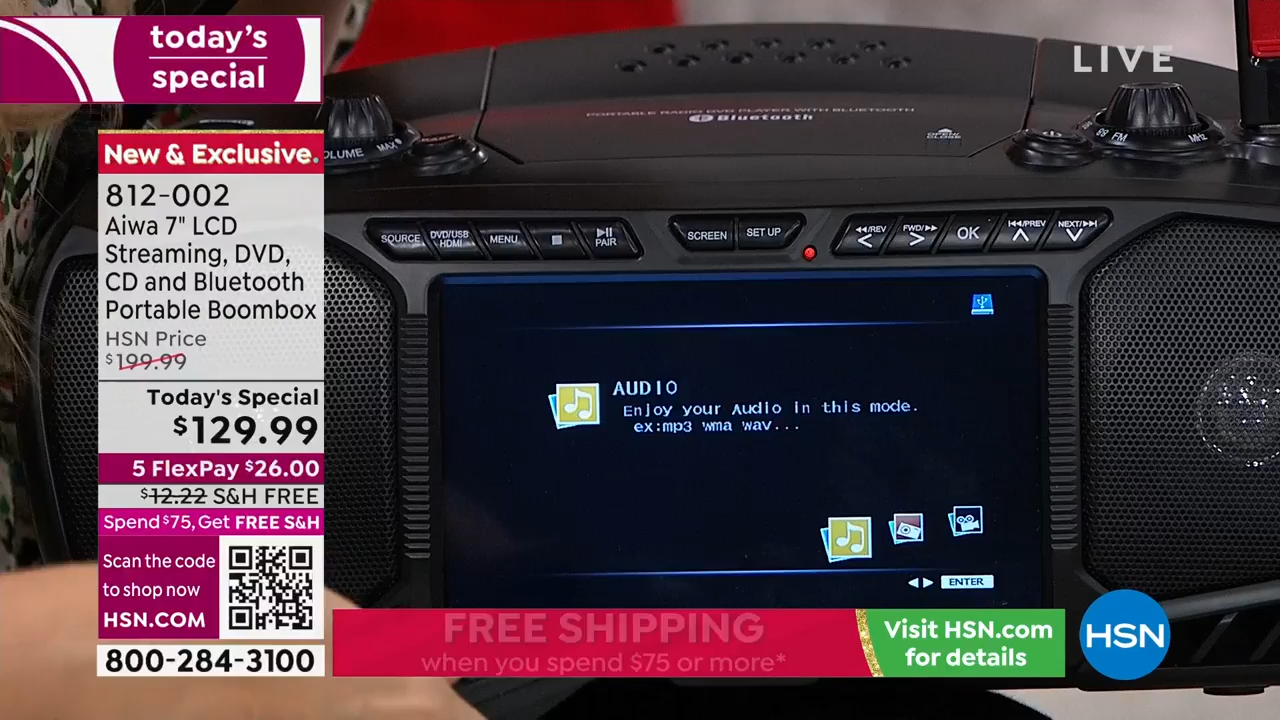 today's
special
LIVE
New & Exclusive.
812-002
Aiwa 7" LCD
Streaming, DVD,
CD and Bluetooth
Portable Boombox
HSN Price
$199.99
Today's Special
$129.99
5 FlexPay $26.00
$12.22 S&H FREE
Spend $75, Get FREE S&H
Scan the code
to shop now
HSN.COM
800-284-3100
PORTABLE RADIO DVD PLAYER WITH BLUETOOTH
Bluetooth
OPEN/
CLOSE
VOLUME MAX
88 FM MHz
SOURCE
DVD/USB
HDMI
MENU
PAIR
SCREEN
SET UP
REV
FWD
OK
PREV
NEXT
AUDIO
Enjoy your Audio in this mode.
ex:mp3 wma wav...
ENTER
FREE SHIPPING
when you spend $75 or more*
Visit HSN.com
for details
HSN